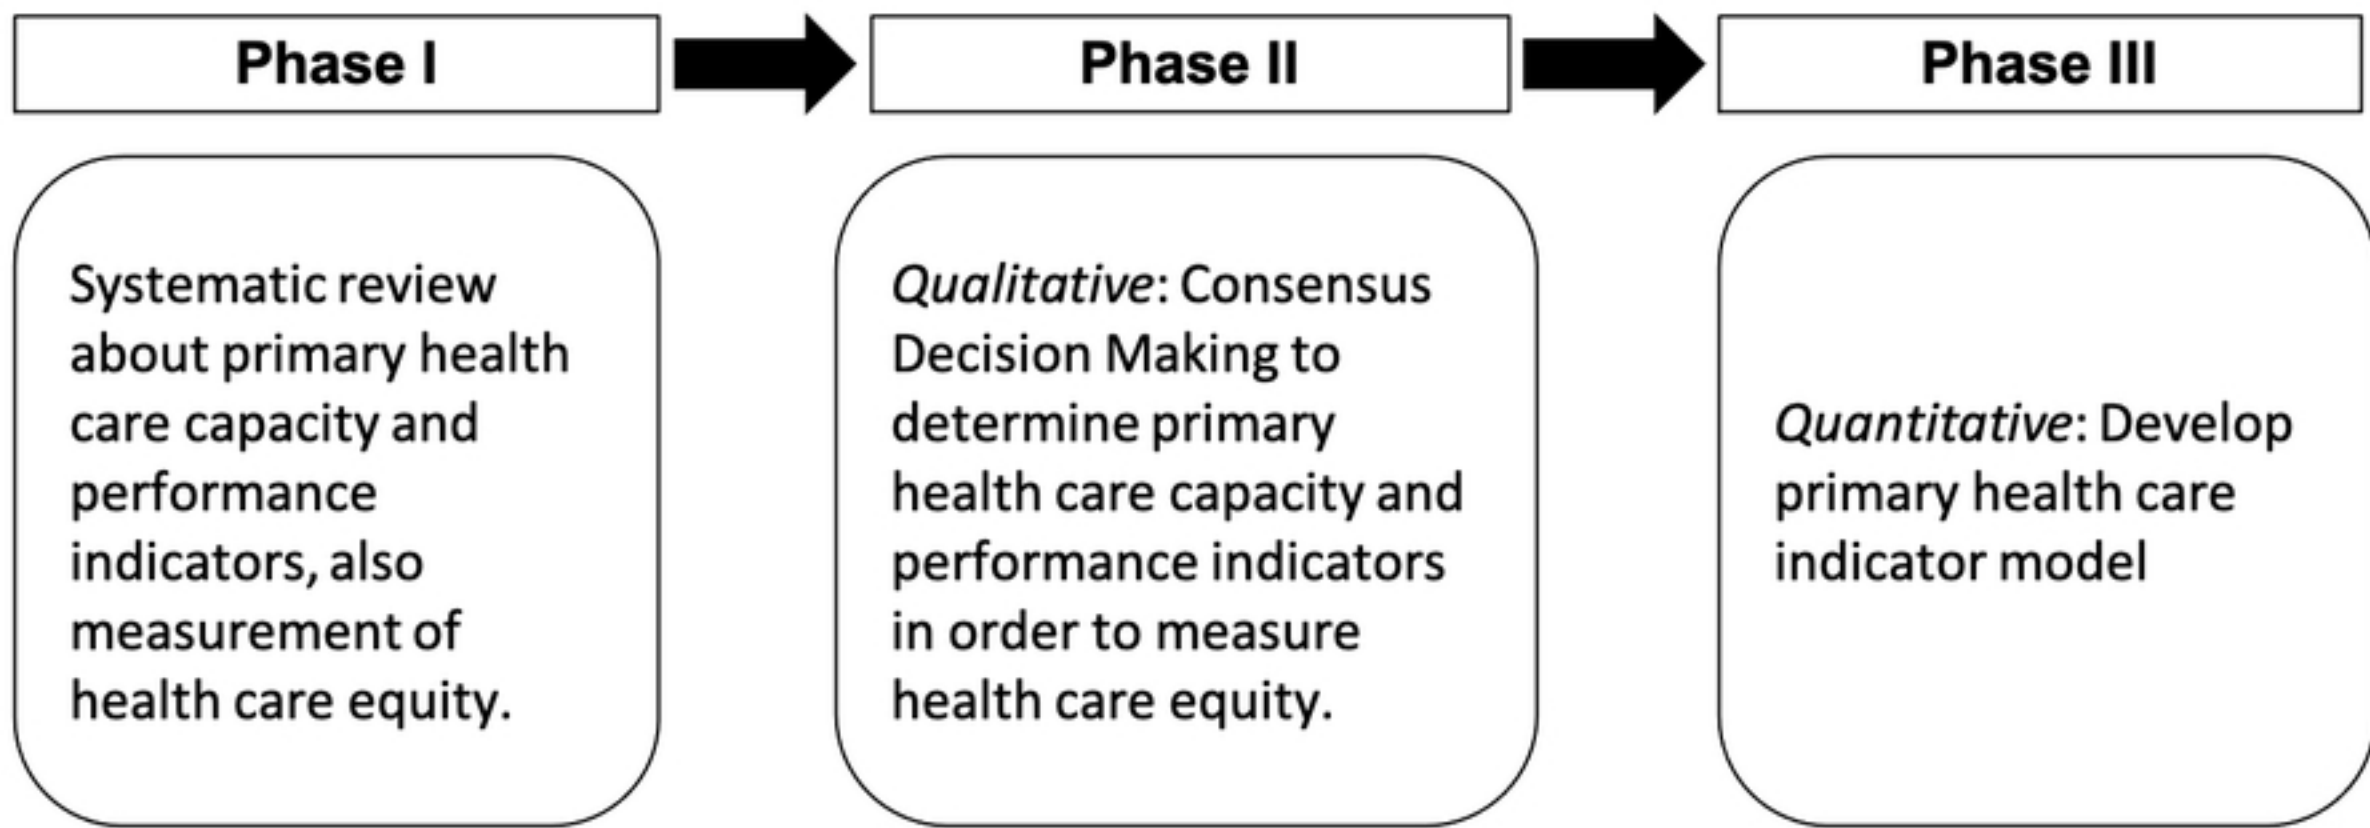 Phase I
Phase II
Phase III
Systematic review
about primary health
care capacity and
performance
indicators, also
measurement of
health care equity.
Qualitative: Consensus
Decision Making to
determine primary
health care capacity and
performance indicators
in order to measure
health care equity.
Quantitative: Develop
primary health care
indicator model